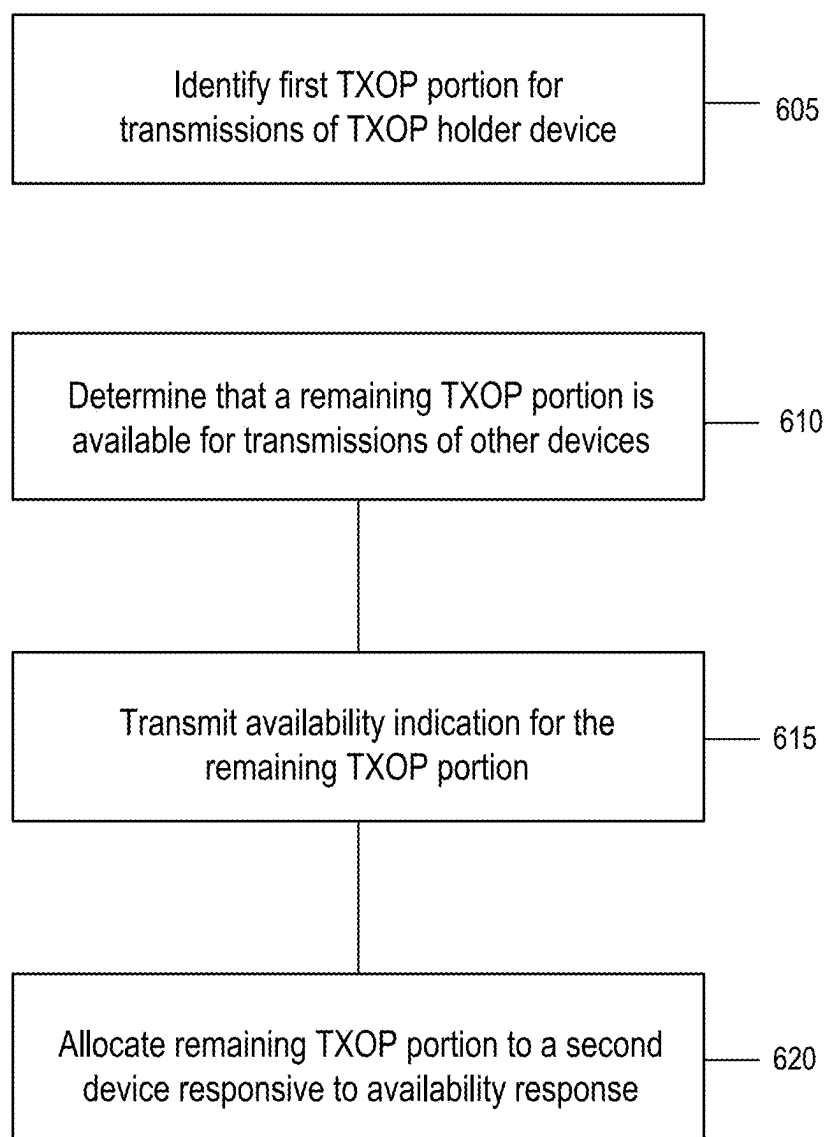 Identify first TXOP portion for
transmissions of TXOP holder device
605
Determine that a remaining TXOP portion is
available for transmissions of other devices
610
Transmit availability indication for the
remaining TXOP portion
615
Allocate remaining TXOP portion to a second
device responsive to availability response
620